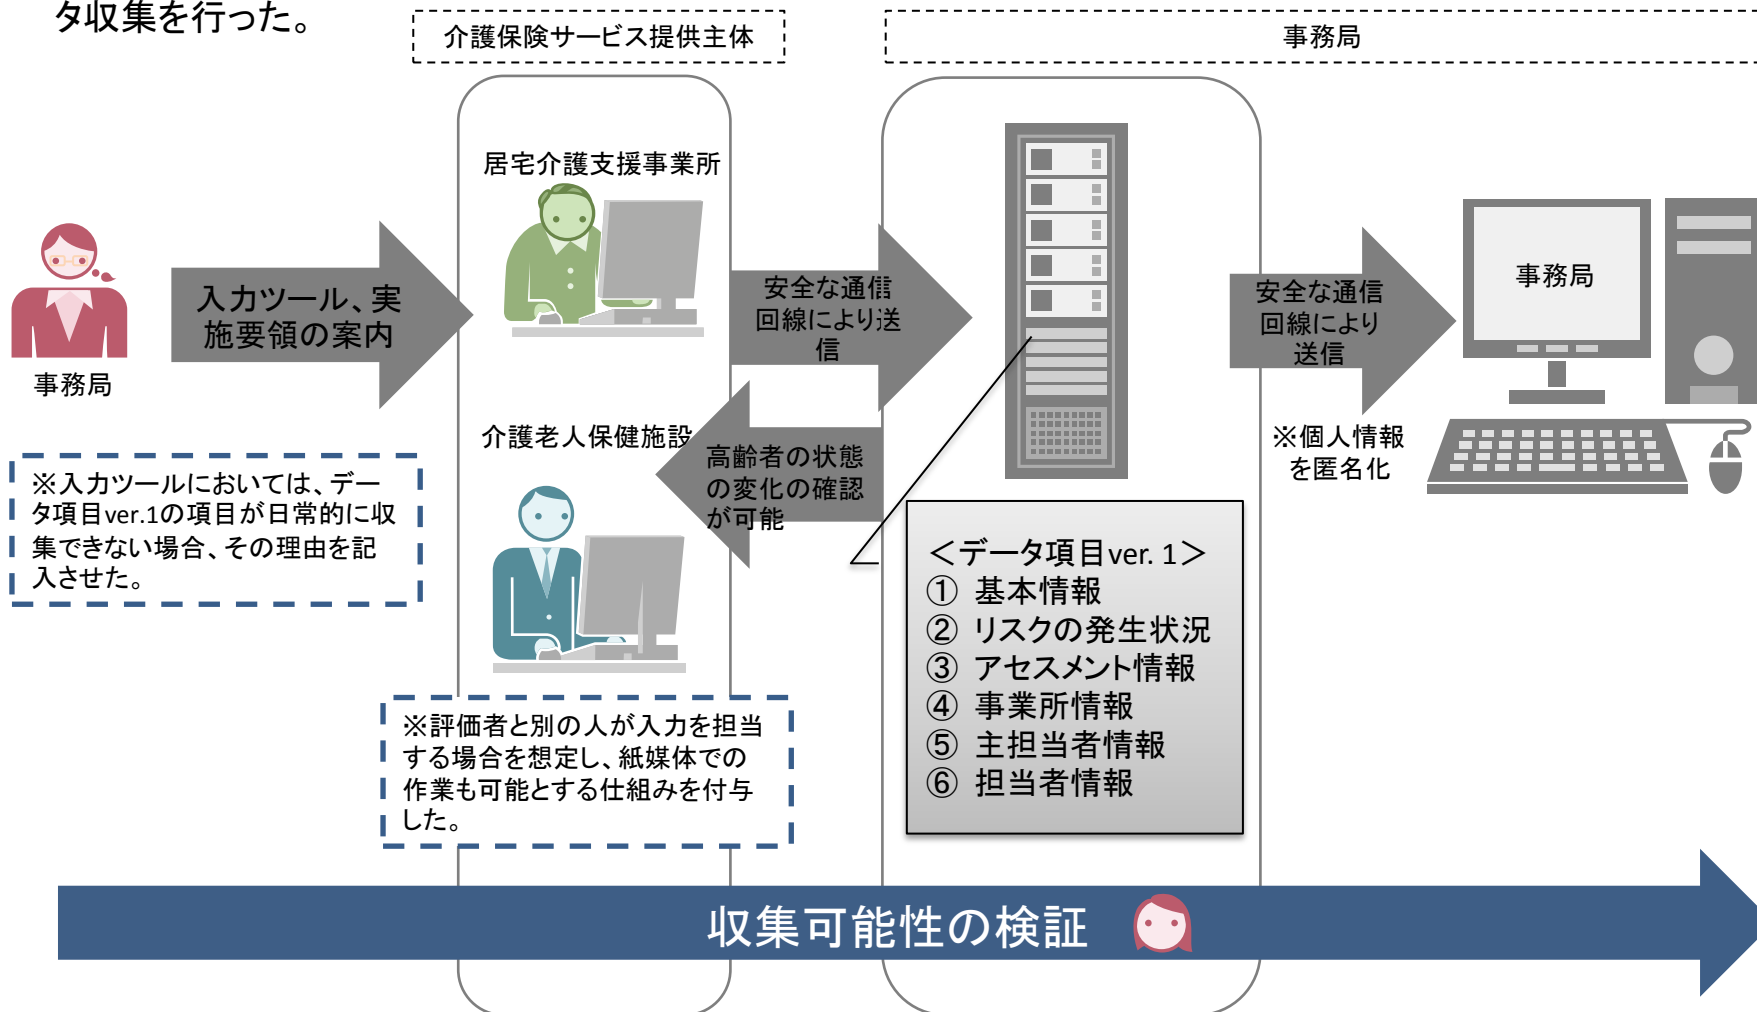 タ収集を行った。
介護保険サービス提供主体
事務局
居宅介護支援事業所
入力ツール、実
施要領の案内
事務局
安全な通信
回線により送
信
安全な通信
回線により
送信
事務局
※個人情報
を匿名化
介護老人保健施設
高齢者の状態
の変化の確認
が可能
※入力ツールにおいては、デー
タ項目ver.1の項目が日常的に収
集できない場合、その理由を記
入させた。
<データ項目ver. 1>
① 基本情報
② リスクの発生状況
③ アセスメント情報
④ 事業所情報
⑤ 主担当者情報
⑥ 担当者情報
※評価者と別の人が入力を担当
する場合を想定し、紙媒体での
作業も可能とする仕組みを付与
した。
収集可能性の検証